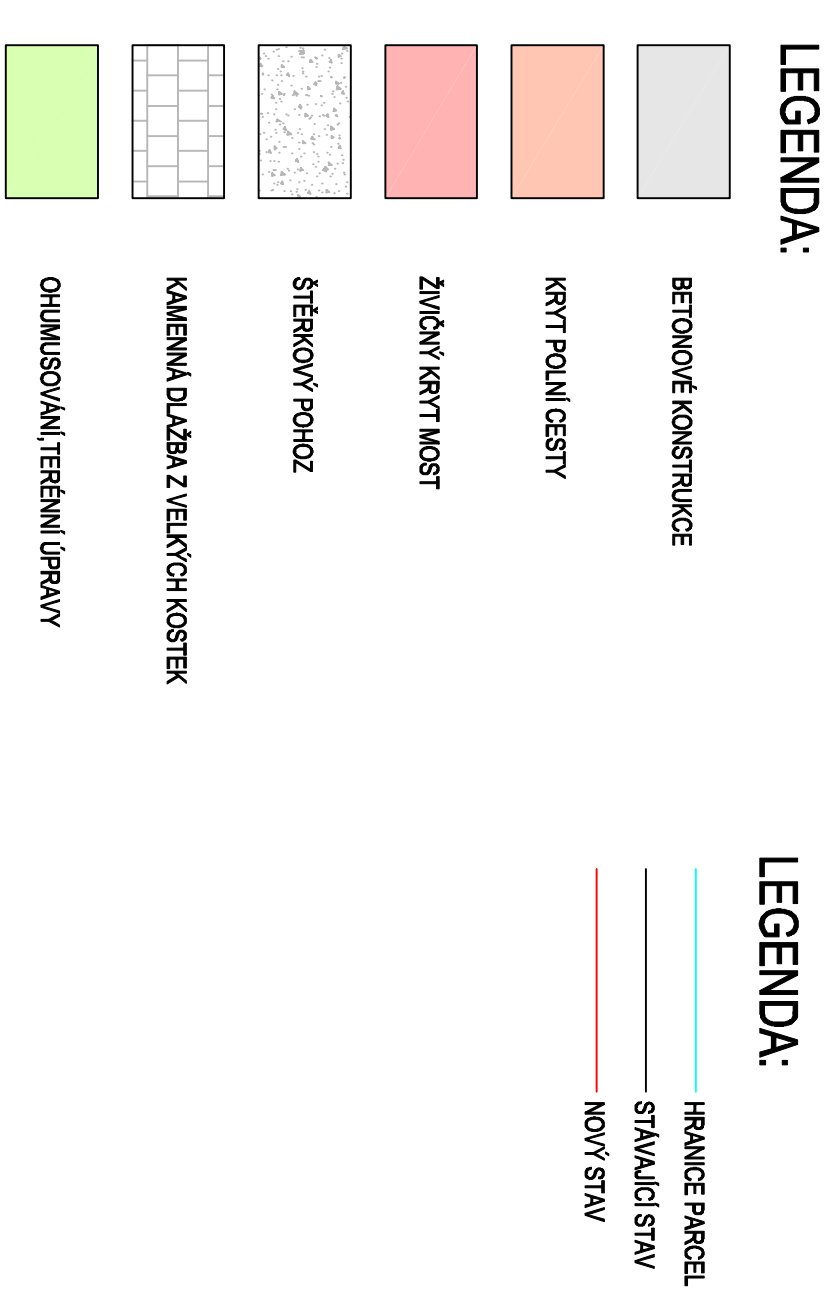 LEGENDA:
BETONOVÉ KONSTRUKCE
KRYT POLNÍ CESTY
ŽIVIČNÝ KRYT MOST
ŠTĚRKOVÝ POHOZ
KAMENNÁ DLAŽBA Z VELKÝCH KOSTEK
OHUMUSOVÁNÍ,TERÉNNÍ ÚPRAVY
LEGENDA:
HRANICE PARCEL
STÁVAJÍCÍ STAV
NOVÝ STAV